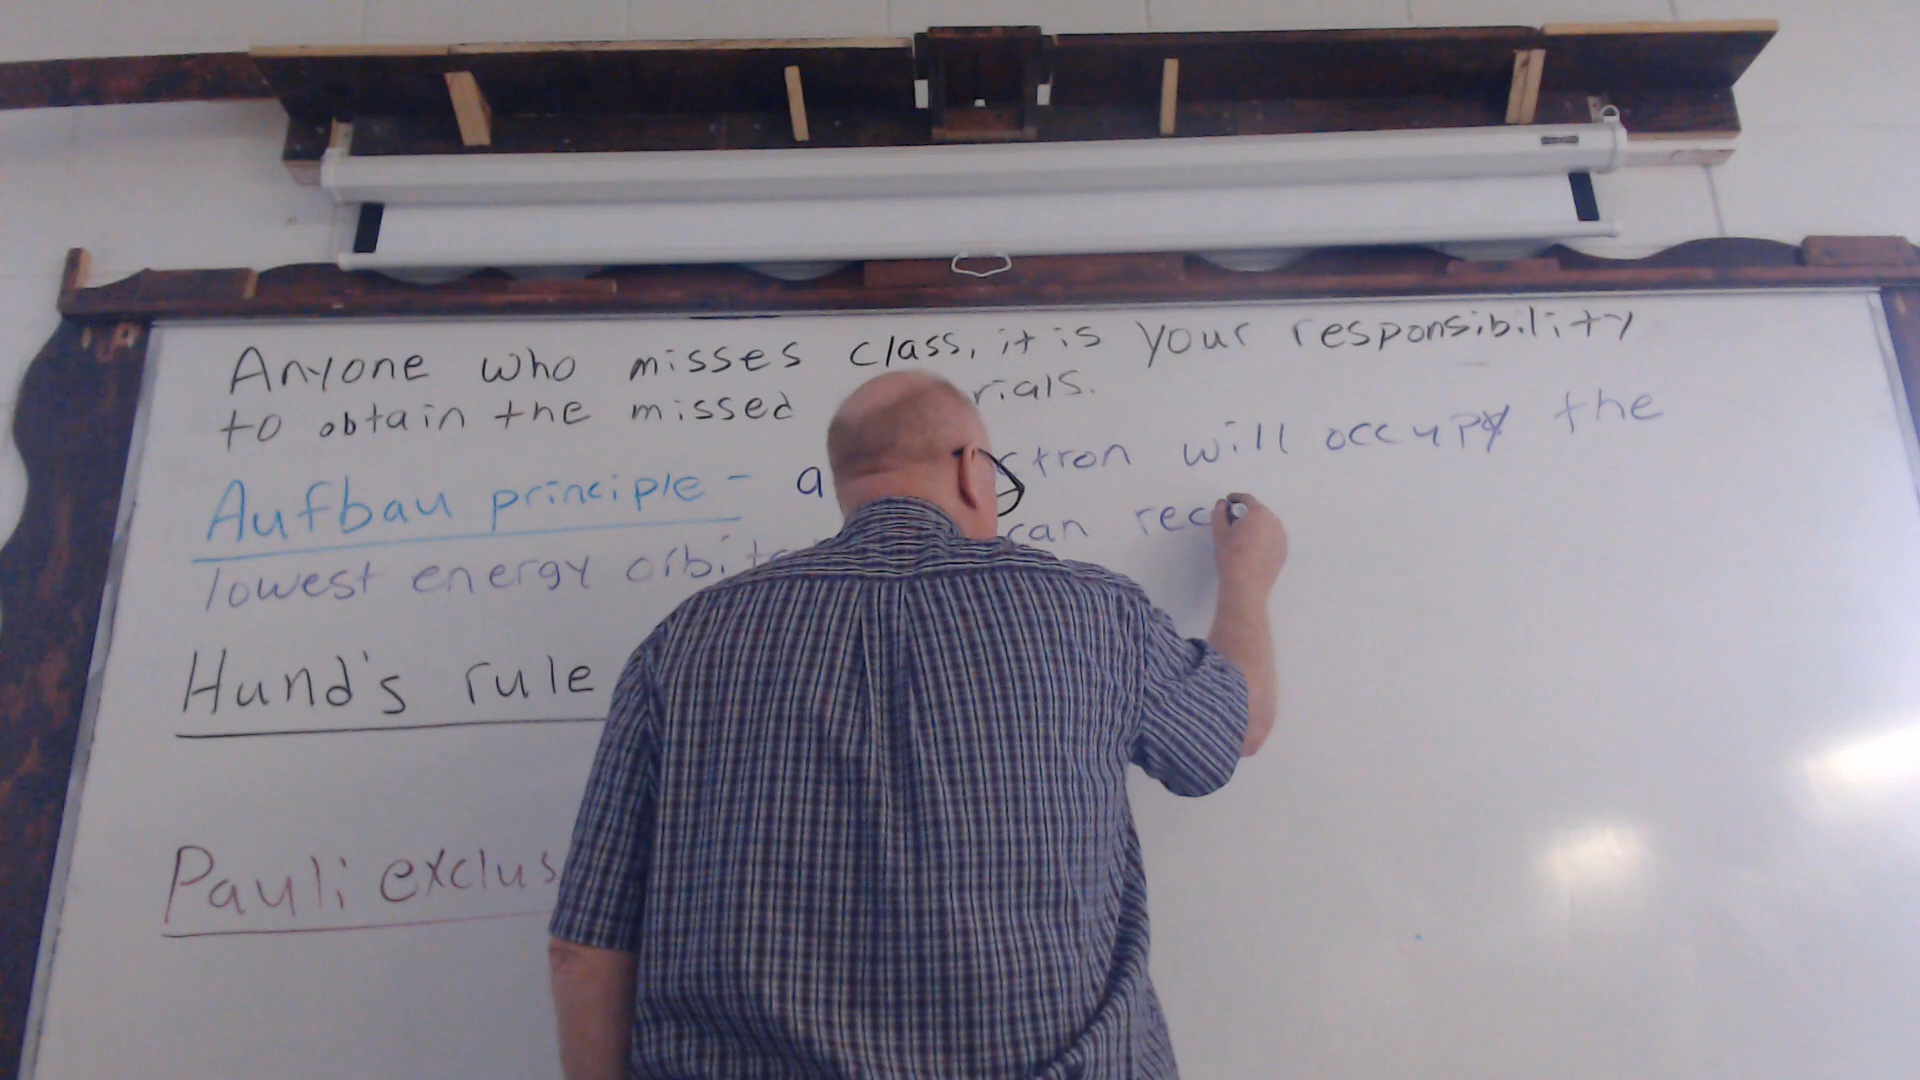 Anyone who misses class, it is your responsibility
to obtain the missed rials.
Aufbau principle - a tron will occupy the
lowest energy orbit can rec
Hund's rule
Pauli exclus